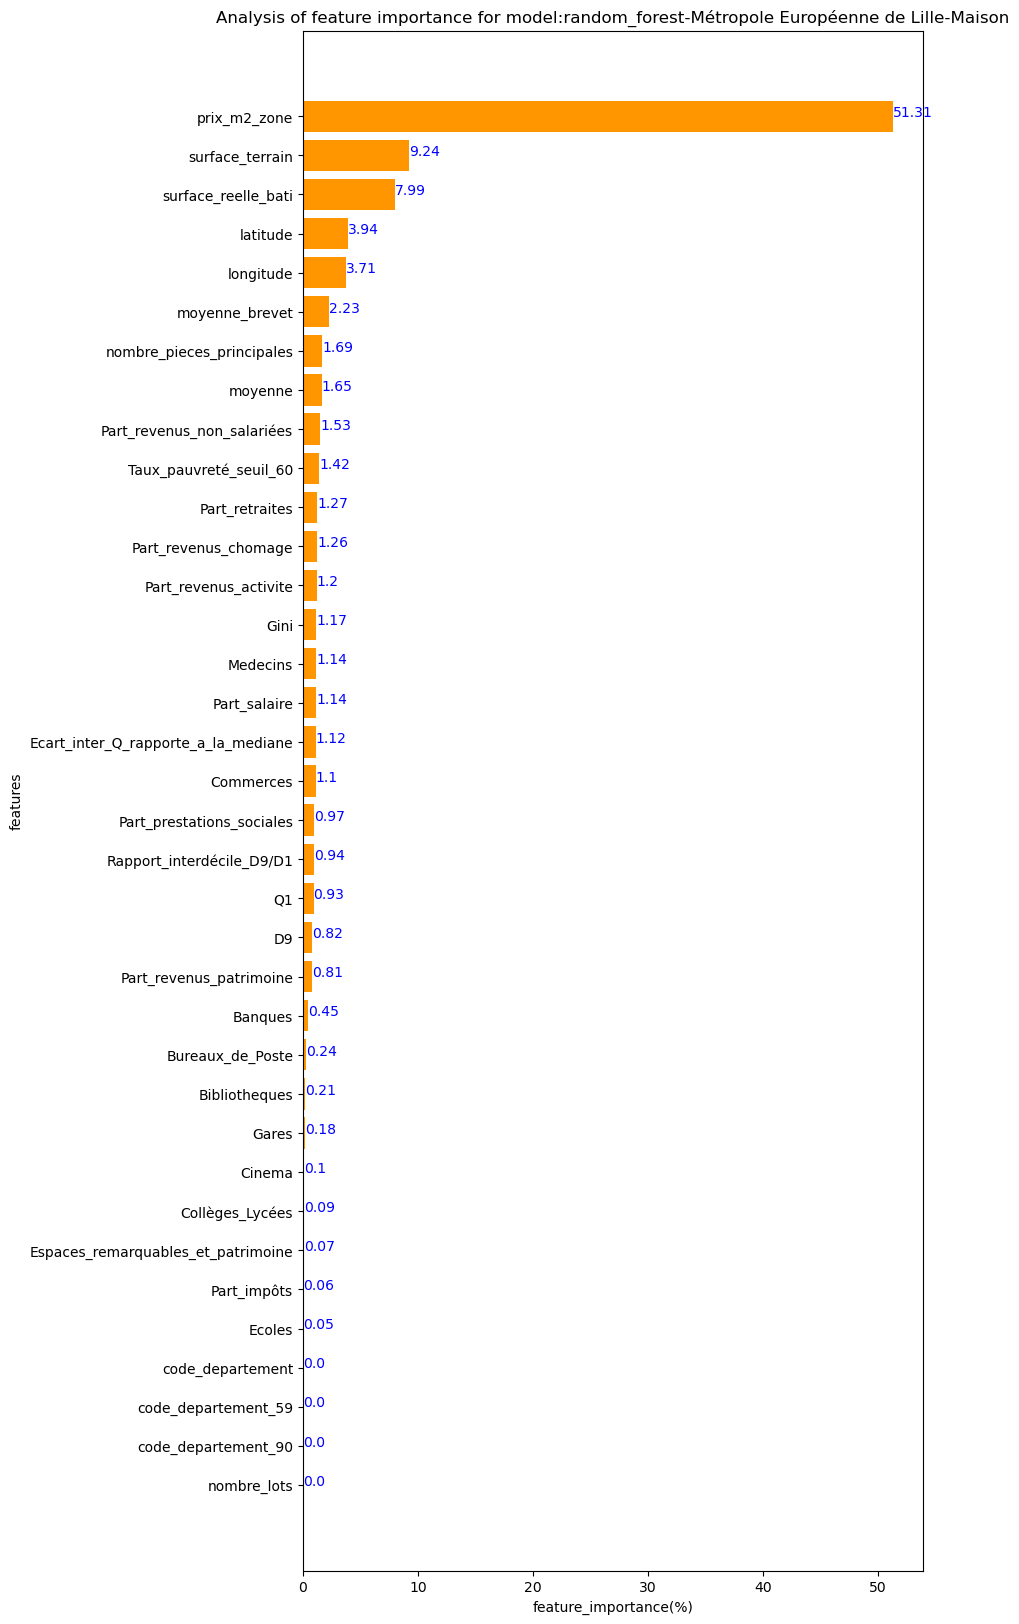 Analysis of feature importance for model:random_forest-Métropole Européenne de Lille-Maison
prix_m2_zone 51.31
surface_terrain 9.24
surface_reelle_bati 7.99
latitude 3.94
longitude 3.71
moyenne_brevet 2.23
nombre_pieces_principales 1.69
moyenne 1.65
Part_revenus_non_salariées 1.53
Taux_pauvreté_seuil_60 1.42
Part_retraites 1.27
Part_revenus_chomage 1.26
Part_revenus_activite 1.2
Gini 1.17
Medecins 1.14
Part_salaire 1.14
Ecart_inter_Q_rapporte_a_la_mediane 1.12
Commerces 1.1
Part_prestations_sociales 0.97
Rapport_interdécile_D9/D1 0.94
Q1 0.93
D9 0.82
Part_revenus_patrimoine 0.81
Banques 0.45
Bureaux_de_Poste 0.24
Bibliotheques 0.21
Gares 0.18
Cinema 0.1
Collèges_Lycées 0.09
Espaces_remarquables_et_patrimoine 0.07
Part_impôts 0.06
Ecoles 0.05
code_departement 0.0
code_departement_59 0.0
code_departement_90 0.0
nombre_lots 0.0
features
0 10 20 30 40 50
feature_importance(%)